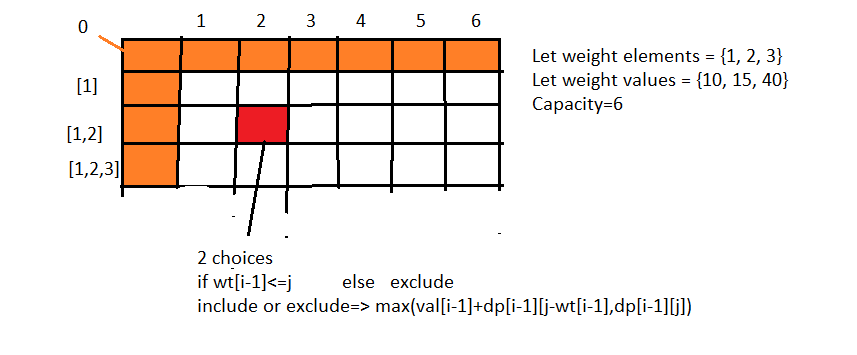 0 1 2 3 4 5 6
Let weight elements = {1, 2, 3}
Let weight values = {10, 15, 40}
Capacity=6
[1]
[1,2]
[1,2,3]
2 choices
if wt[i-1]<=j else exclude
include or exclude=> max(val[i-1]+dp[i-1][j-wt[i-1],dp[i-1][j])